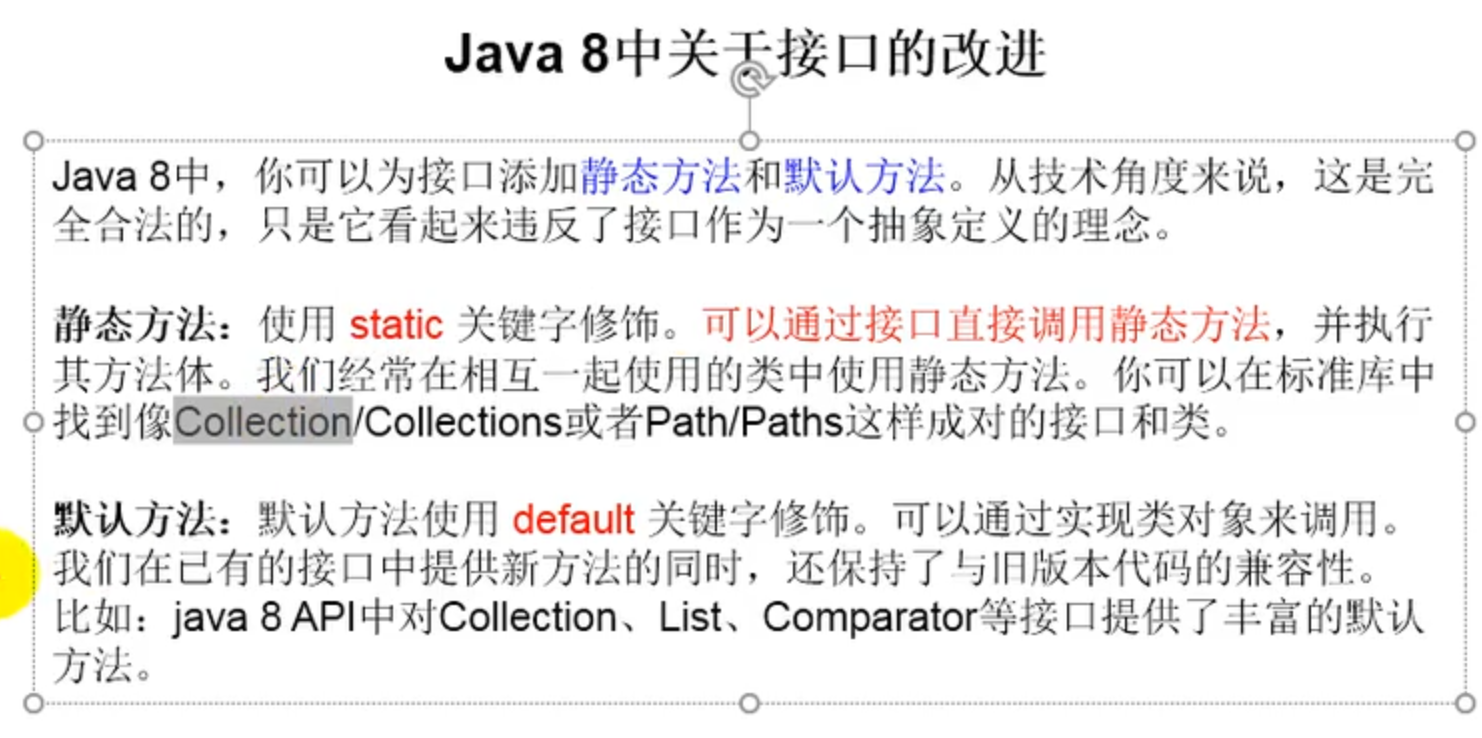 Java 8中关于接口的改进
Java 8中，你可以为接口添加静态方法和默认方法。从技术角度来说，这是完
全合法的，只是它看起来违反了接口作为一个抽象定义的理念。
静态方法：使用 static 关键字修饰。可以通过接口直接调用静态方法，并执行
其方法体。我们经常在相互一起使用的类中使用静态方法。你可以在标准库中
找到像Collection/Collections或者Path/Paths这样成对的接口和类。
默认方法：默认方法使用 default 关键字修饰。可以通过实现类对象来调用。
我们在已有的接口中提供新方法的同时，还保持了与旧版本代码的兼容性。
比如：java 8 API中对Collection、List、Comparator等接口提供了丰富的默认
方法。